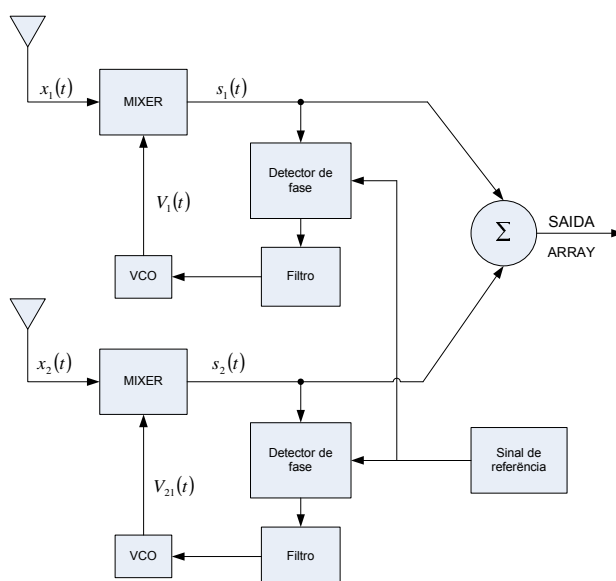 x₁(t)
MIXER
s₁(t)
Detector de
fase
V₁(t)
VCO
Filtro
Σ
SAIDA
ARRAY
x₂(t)
MIXER
s₂(t)
Detector de
fase
Sinal de
referëncia
V₂₁(t)
VCO
Filtro